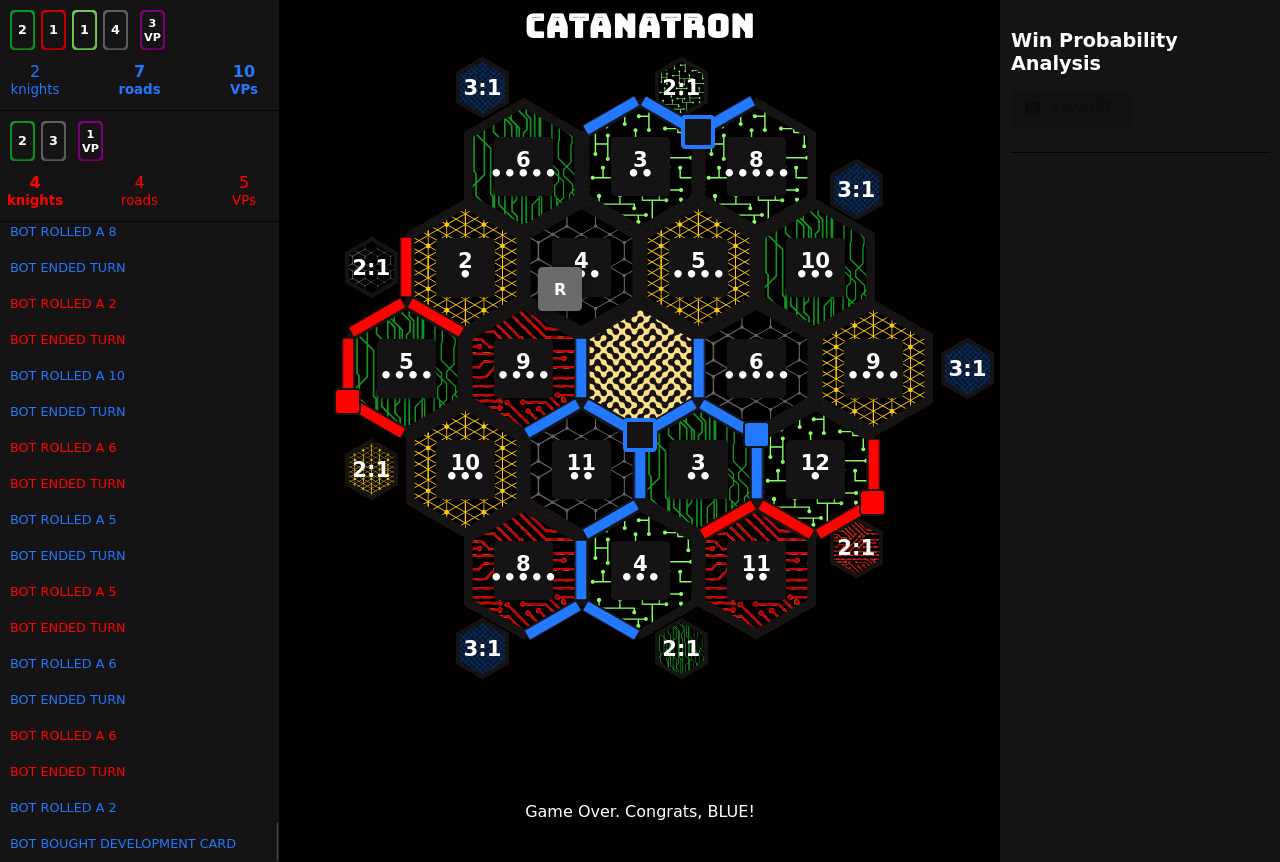 2 1 1 4 3 VP
2 knights 7 roads 10 VPs
2 3 1 VP
4 knights 4 roads 5 VPs
BOT ROLLED A 8
BOT ENDED TURN
BOT ROLLED A 2
BOT ENDED TURN
BOT ROLLED A 10
BOT ENDED TURN
BOT ROLLED A 6
BOT ENDED TURN
BOT ROLLED A 5
BOT ENDED TURN
BOT ROLLED A 5
BOT ENDED TURN
BOT ROLLED A 6
BOT ENDED TURN
BOT ROLLED A 6
BOT ENDED TURN
BOT ROLLED A 2
BOT BOUGHT DEVELOPMENT CARD
CATANATRON
3:1 2:1
6 3 8
3:1
2:1 2 4 5 10
R
5 9 6 9 3:1
2:1 10 11 3 12
8 4 11 2:1
3:1 2:1
Game Over. Congrats, BLUE!
Win Probability
Analysis
ANALYZE